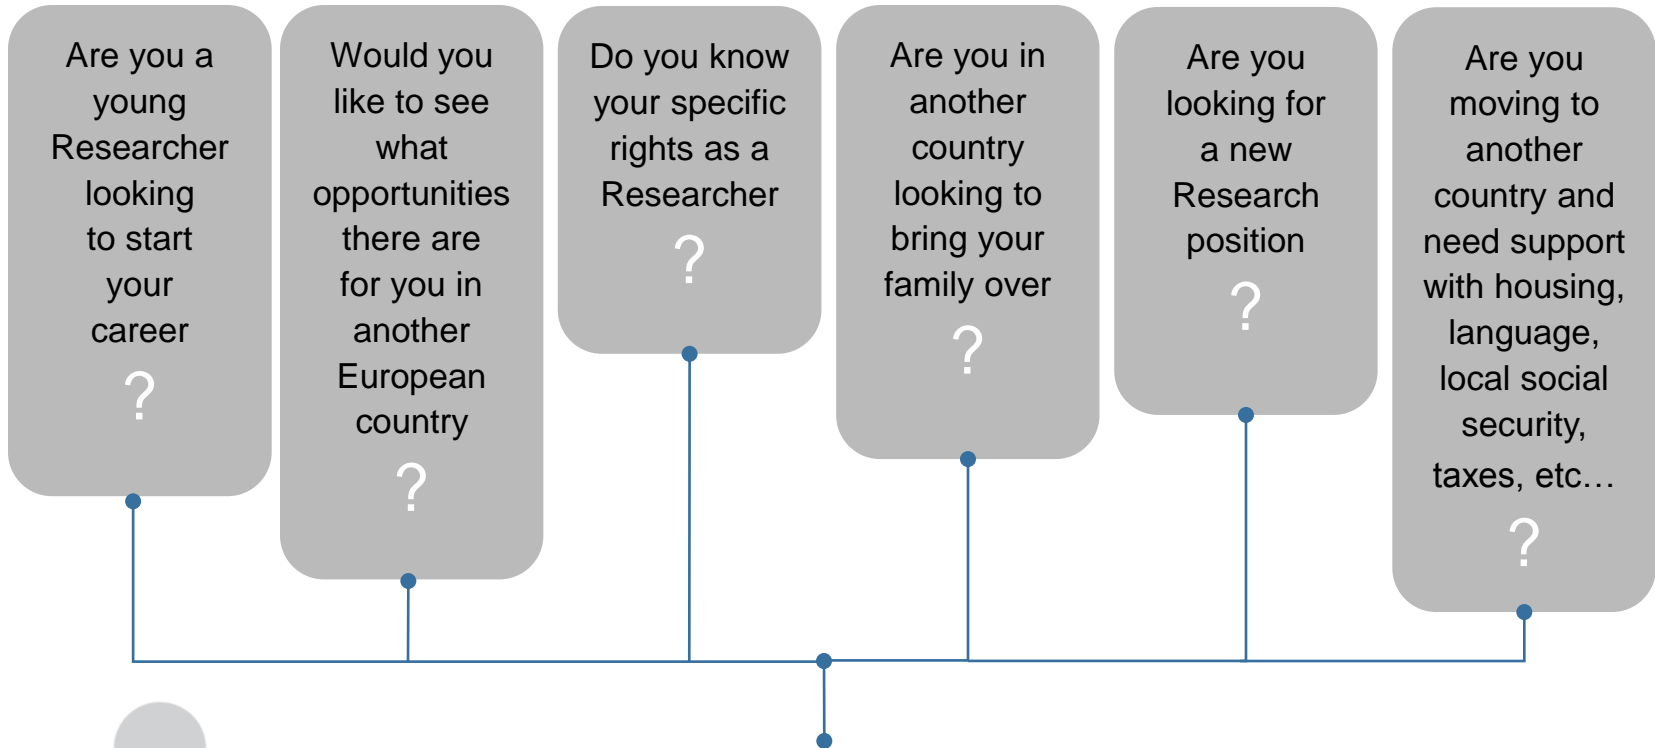 Are you a
young
Researcher
looking
to start
your
career
?
Would you
like to see
what
opportunities
there are
for you in
another
European
country
?
Do you know
your specific
rights as a
Researcher
?
Are you in
another
country
looking to
bring your
family over
?
Are you
looking for
a new
Research
position
?
Are you
moving to
another
country and
need support
with housing,
language,
local social
security,
taxes, etc…
?